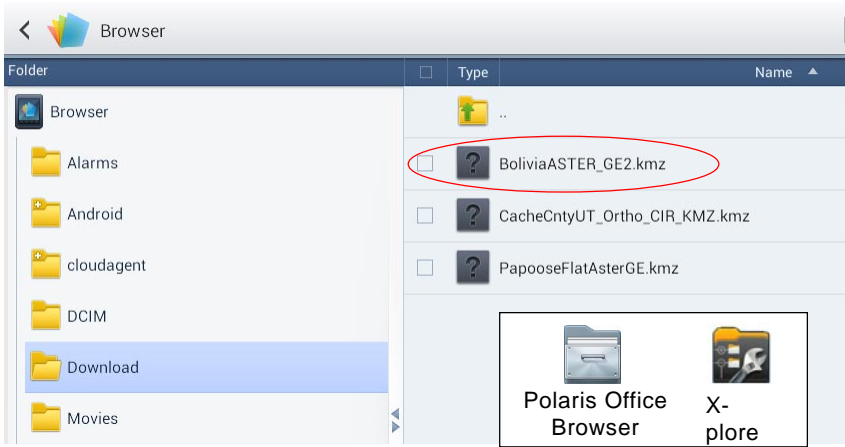 Browser
Folder
Type
Name
Browser
..
Alarms
BoliviaASTER_GE2.kmz
Android
CacheCntyUT_Ortho_CIR_KMZ.kmz
cloudagent
PapooseFlatAsterGE.kmz
DCIM
Download
Movies
Polaris Office
Browser
X-
plore